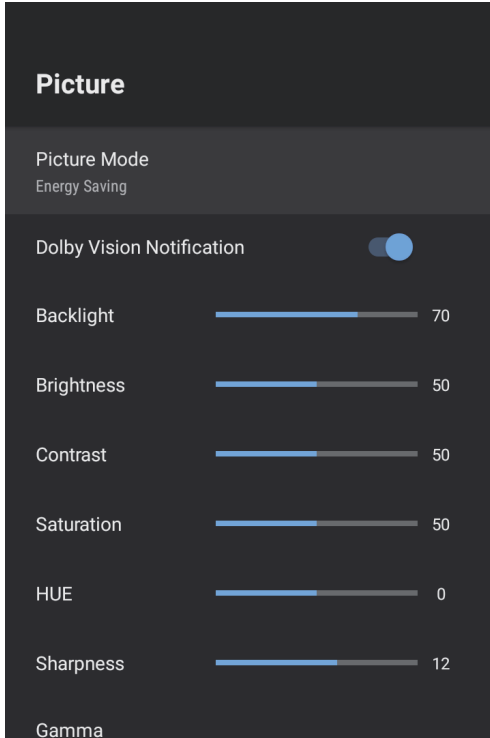 Picture
Picture Mode
Energy Saving
Dolby Vision Notification
Backlight 70
Brightness 50
Contrast 50
Saturation 50
HUE 0
Sharpness 12
Gamma